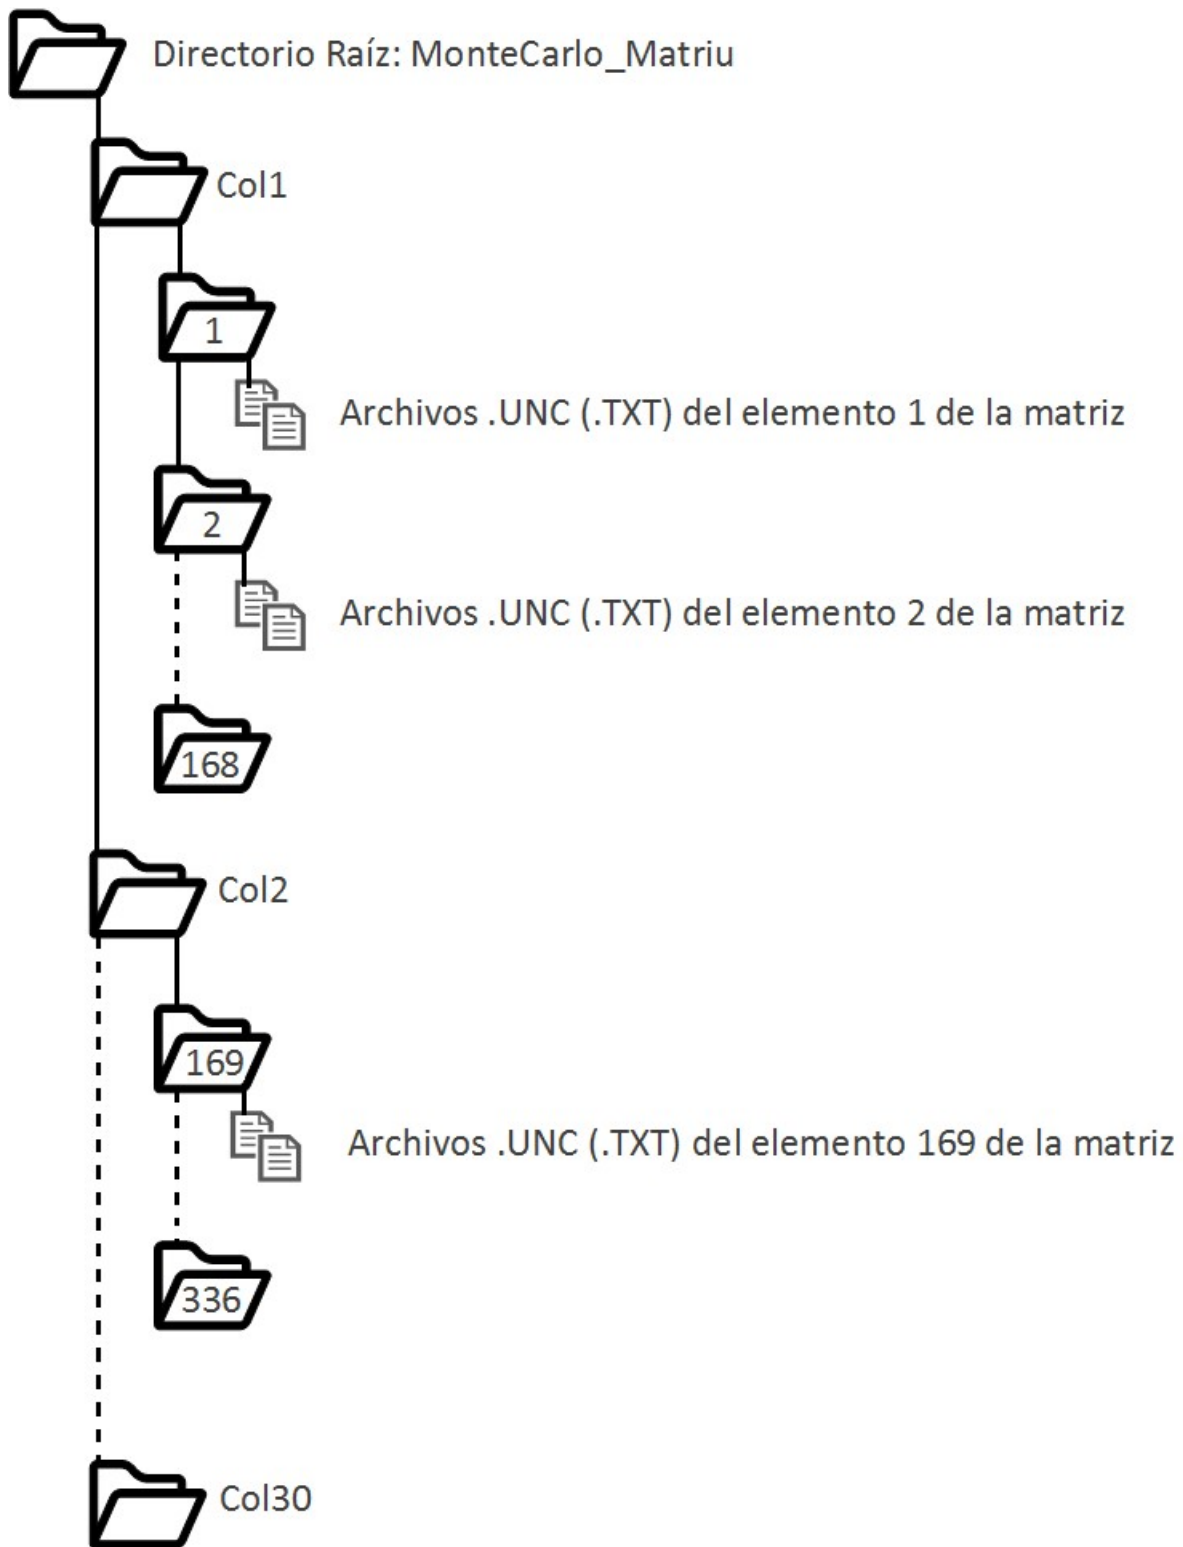 Directorio Raíz: MonteCarlo_Matriu
Col1
1
Archivos .UNC (.TXT) del elemento 1 de la matriz
2
Archivos .UNC (.TXT) del elemento 2 de la matriz
168
Col2
169
Archivos .UNC (.TXT) del elemento 169 de la matriz
336
Col30